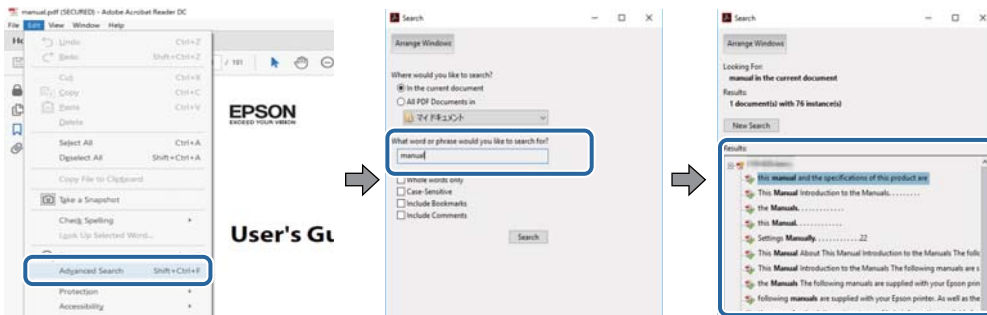 manual.pdf (SECURED) - Adobe Acrobat Reader DC
File Edit View Window Help
Undo Ctrl+Z
Redo Shift+Ctrl+Z
Cut Ctrl+X
Copy Ctrl+C
Paste Ctrl+V
Delete
Select All Ctrl+A
Deselect All Shift+Ctrl+A
Copy File to Clipboard
Take a Snapshot
Check Spelling
Look Up Selected Word...
Advanced Search Shift+Ctrl+F
Protection
Accessibility
/ 181
EPSON
EXCEED YOUR VISION
User's Gu
Search
Arrange Windows
Where would you like to search?
In the current document
All PDF Documents in
マイ ドキュメント
What word or phrase would you like to search for?
manual
Whole words only
Case-Sensitive
Include Bookmarks
Include Comments
Search
Search
Arrange Windows
Looking For:
manual in the current document
Results:
1 document(s) with 76 instance(s)
New Search
Results:
this manual and the specifications of this product are
This Manual Introduction to the Manuals.........
the Manuals.............
this Manual.............
Settings Manually............22
This Manual About This Manual Introduction to the Manuals The follo
This Manual Introduction to the Manuals The following manuals are s
the Manuals The following manuals are supplied with your Epson prin
following manuals are supplied with your Epson printer. As well as the